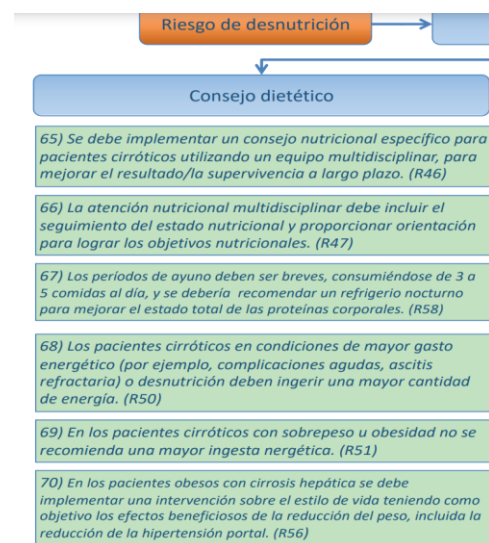 Riesgo de desnutrición
Consejo dietético
65) Se debe implementar un consejo nutricional específico para
pacientes cirróticos utilizando un equipo multidisciplinar, para
mejorar el resultado/la supervivencia a largo plazo. (R46)
66) La atención nutricional multidisciplinar debe incluir el
seguimiento del estado nutricional y proporcionar orientación
para lograr los objetivos nutricionales. (R47)
67) Los períodos de ayuno deben ser breves, consumiéndose de 3 a
5 comidas al día, y se debería recomendar un refrigerio nocturno
para mejorar el estado total de las proteínas corporales. (R58)
68) Los pacientes cirróticos en condiciones de mayor gasto
energético (por ejemplo, complicaciones agudas, ascitis
refractaria) o desnutrición deben ingerir una mayor cantidad
de energía. (R50)
69) En los pacientes cirróticos con sobrepeso u obesidad no se
recomienda una mayor ingesta nergética. (R51)
70) En los pacientes obesos con cirrosis hepática se debe
implementar una intervención sobre el estilo de vida teniendo como
objetivo los efectos beneficiosos de la reducción del peso, incluida
la reducción de la hipertensión portal. (R56)